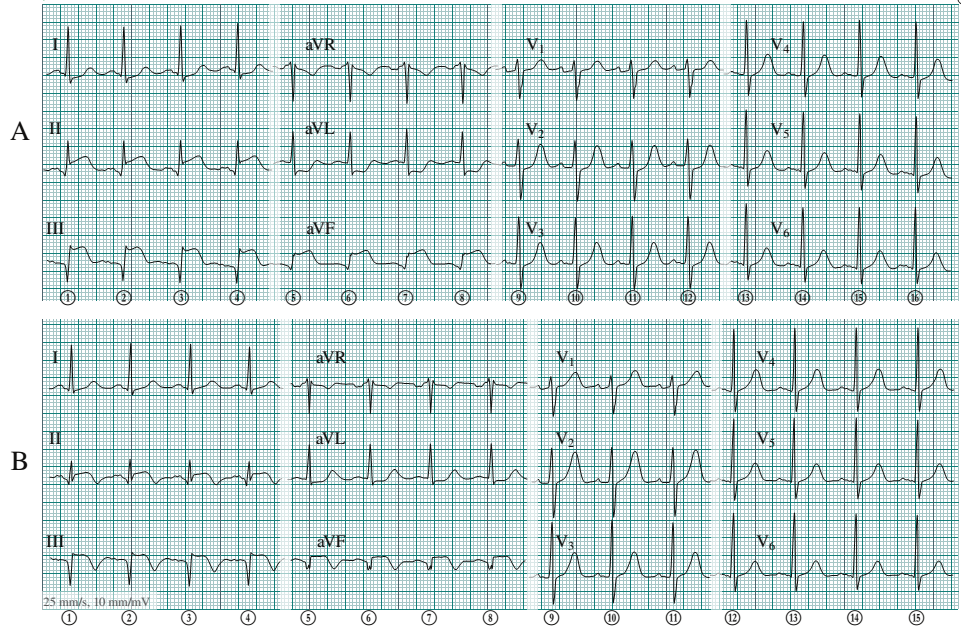 A
I aVR V1 V4
II aVL V2 V5
III aVF V3 V6
1 2 3 4 5 6 7 8 9 10 11 12 13 14 15 16
B
I aVR V1 V4
II aVL V2 V5
III aVF V3 V6
25 mm/s, 10 mm/mV
1 2 3 4 5 6 7 8 9 10 11 12 13 14 15